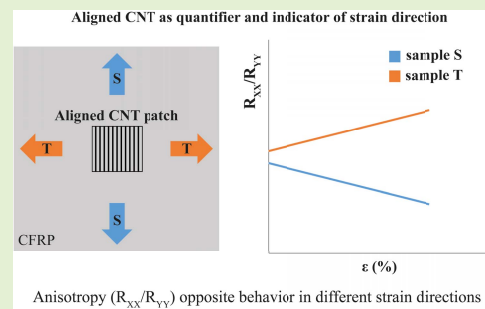 Aligned CNT as quantifier and indicator of strain direction
S
Aligned CNT patch
T
T
S
CFRP
R_XX/R_YY
sample S
sample T
ε (%)
Anisotropy (R_XX/R_YY) opposite behavior in different strain directions